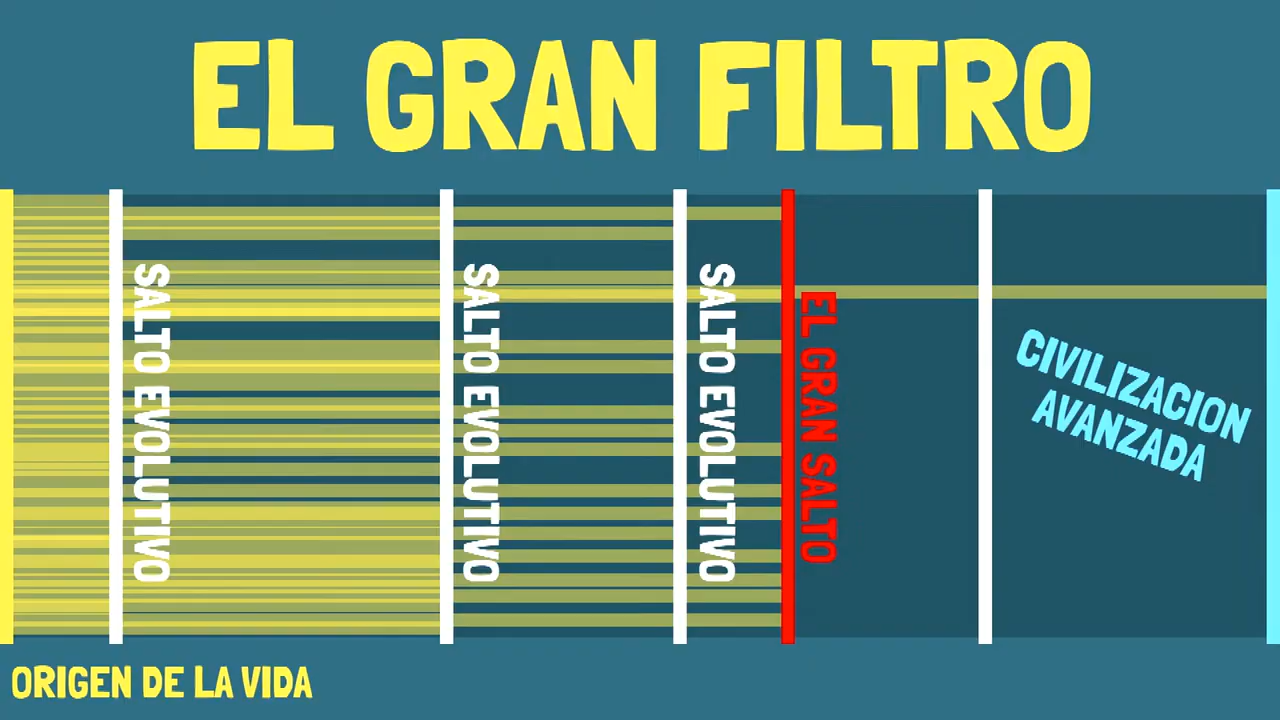 EL GRAN FILTRO
SALTO EVOLUTIVO
SALTO EVOLUTIVO
SALTO EVOLUTIVO
EL GRAN SALTO
CIVILIZACION
AVANZADA
ORIGEN DE LA VIDA